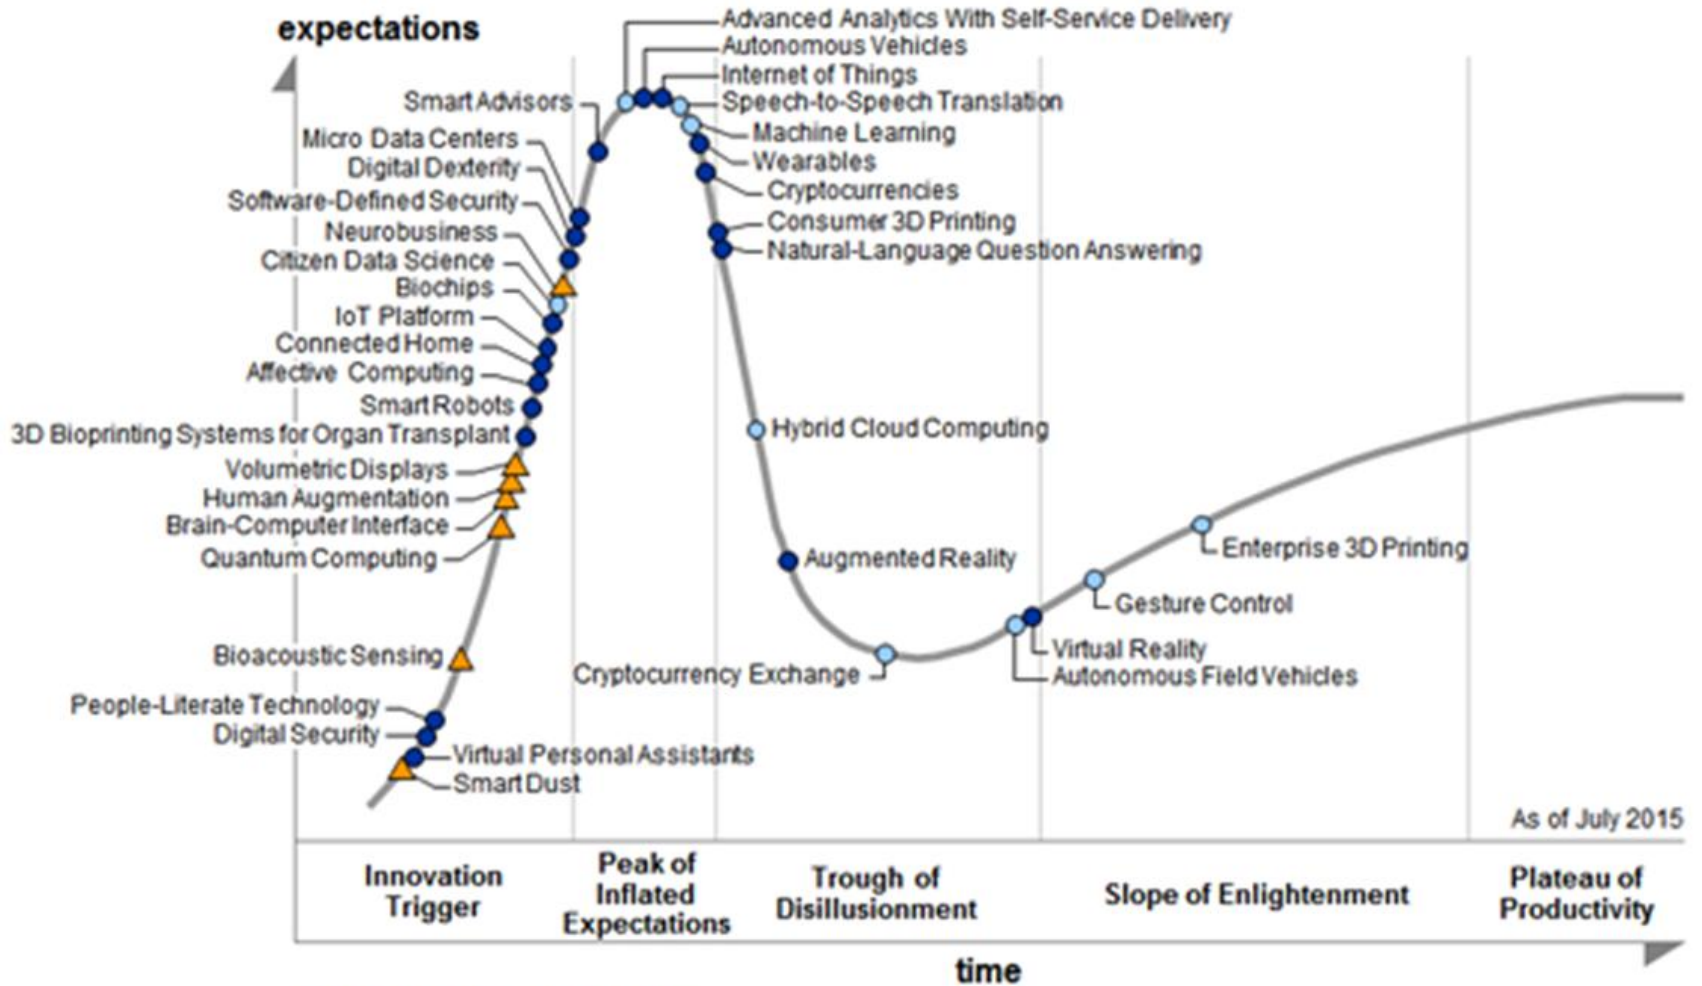 expectations
Advanced Analytics With Self-Service Delivery
Autonomous Vehicles
Internet of Things
Smart Advisors
Speech-to-Speech Translation
Micro Data Centers
Machine Learning
Digital Dexterity
Wearables
Software-Defined Security
Cryptocurrencies
Neurobusiness
Consumer 3D Printing
Citizen Data Science
Natural-Language Question Answering
Biochips
IoT Platform
Connected Home
Affective Computing
Smart Robots
Hybrid Cloud Computing
3D Bioprinting Systems for Organ Transplant
Volumetric Displays
Human Augmentation
Brain-Computer Interface
Quantum Computing
Augmented Reality
Enterprise 3D Printing
Gesture Control
Bioacoustic Sensing
Virtual Reality
Cryptocurrency Exchange
Autonomous Field Vehicles
People-Literate Technology
Digital Security
Virtual Personal Assistants
Smart Dust
As of July 2015
Innovation
Trigger
Peak of
Inflated
Expectations
Trough of
Disillusionment
Slope of Enlightenment
Plateau of
Productivity
time